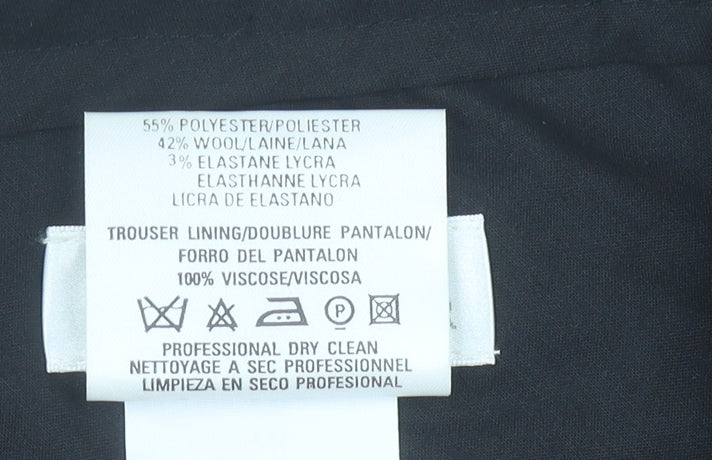 55% POLYESTER/POLIESTER
42% WOOL/LAINE/LANA
3% ELASTANE LYCRA
ELASTHANNE LYCRA
LICRA DE ELASTANO
TROUSER LINING/DOUBLURE PANTALON/
FORRO DEL PANTALON
100% VISCOSE/VISCOSA
P
PROFESSIONAL DRY CLEAN
NETTOYAGE A SEC PROFESSIONNEL
LIMPIEZA EN SECO PROFESIONAL